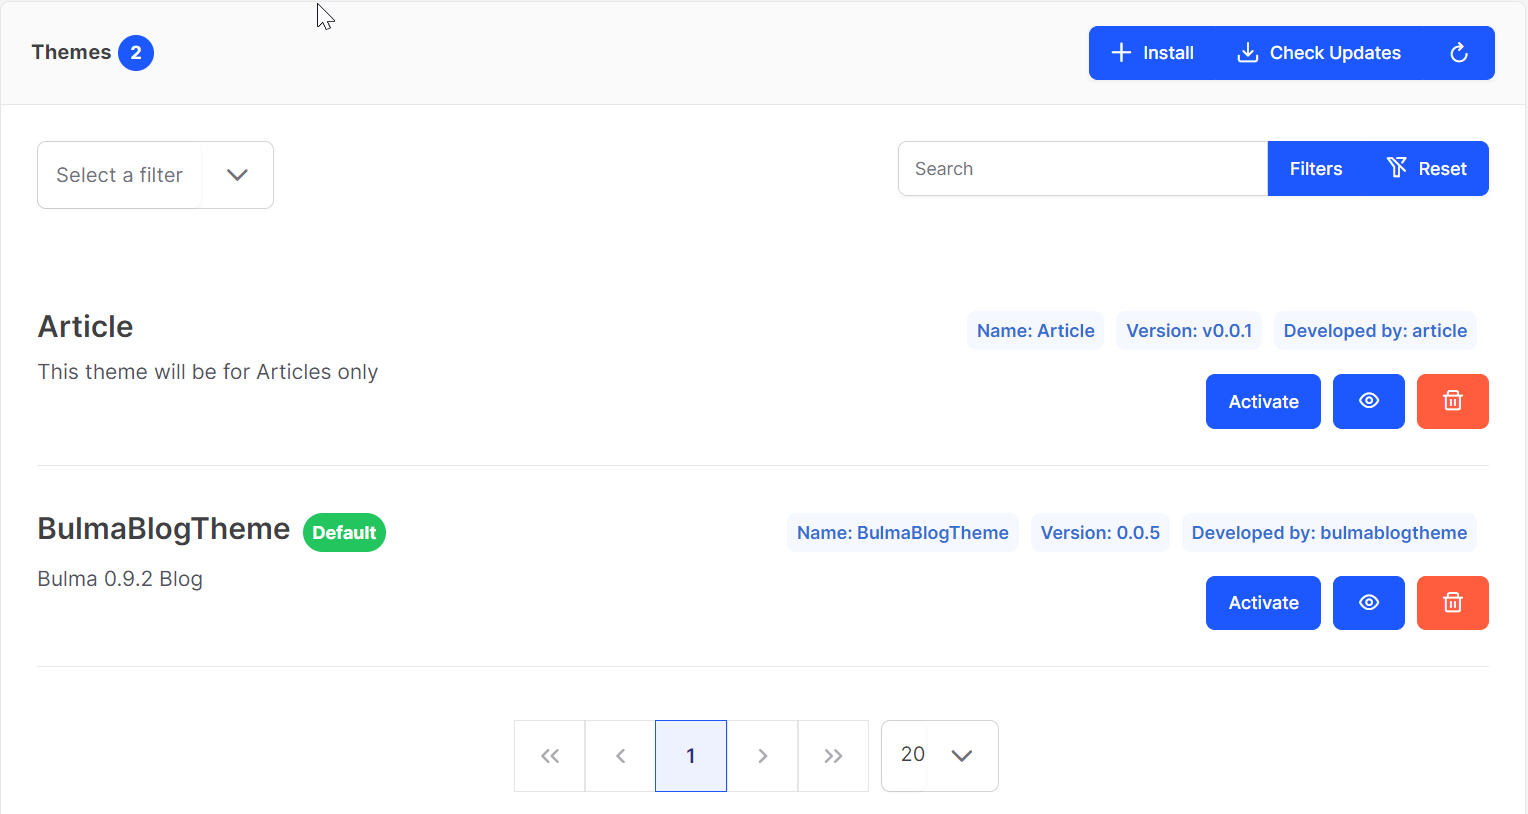 Themes 2
Install Check Updates
Select a filter
Search Filters Reset
Article
Name: Article Version: v0.0.1 Developed by: article
This theme will be for Articles only
Activate
BulmaBlogTheme Default
Name: BulmaBlogTheme Version: 0.0.5 Developed by: bulmablogtheme
Bulma 0.9.2 Blog
Activate
1 20